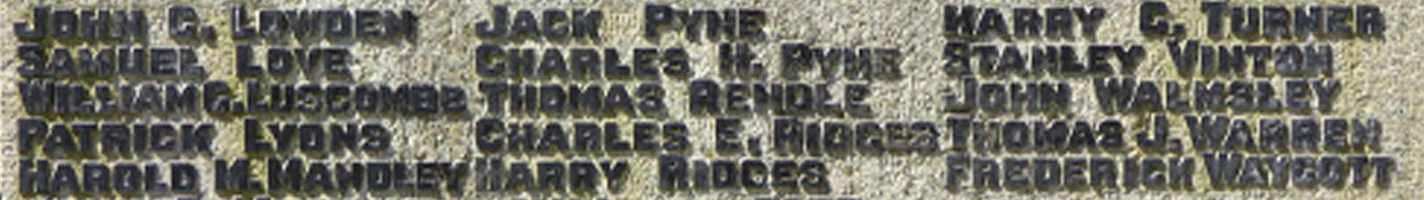 JOHN C. LOWDEN JACK PYNE HARRY C. TURNER
SAMUEL LOVE CHARLES H. PYNE STANLEY VINTON
WILLIAM G. LUSCOMBE THOMAS RENDLE JOHN WALMSLEY
PATRICK LYONS CHARLES E. RIDGES THOMAS J. WARREN
HAROLD M. MANDLEY HARRY RIDGES FREDERICK WAYCOTT